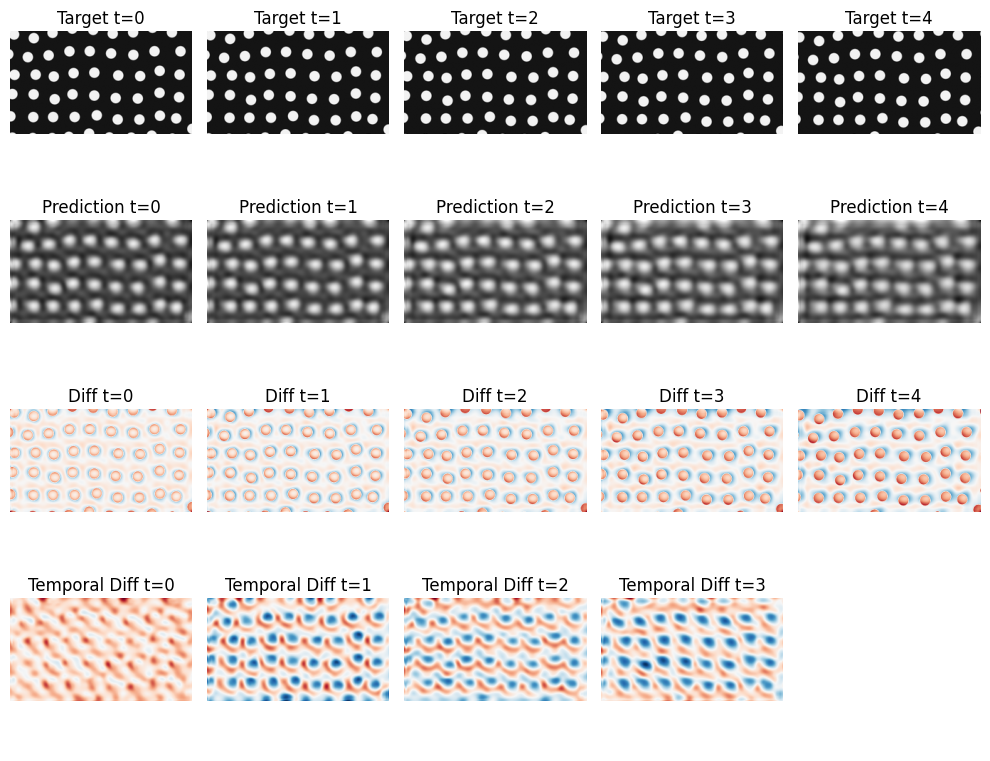 Target t=0 Target t=1 Target t=2 Target t=3 Target t=4
Prediction t=0 Prediction t=1 Prediction t=2 Prediction t=3 Prediction t=4
Diff t=0 Diff t=1 Diff t=2 Diff t=3 Diff t=4
Temporal Diff t=0 Temporal Diff t=1 Temporal Diff t=2 Temporal Diff t=3